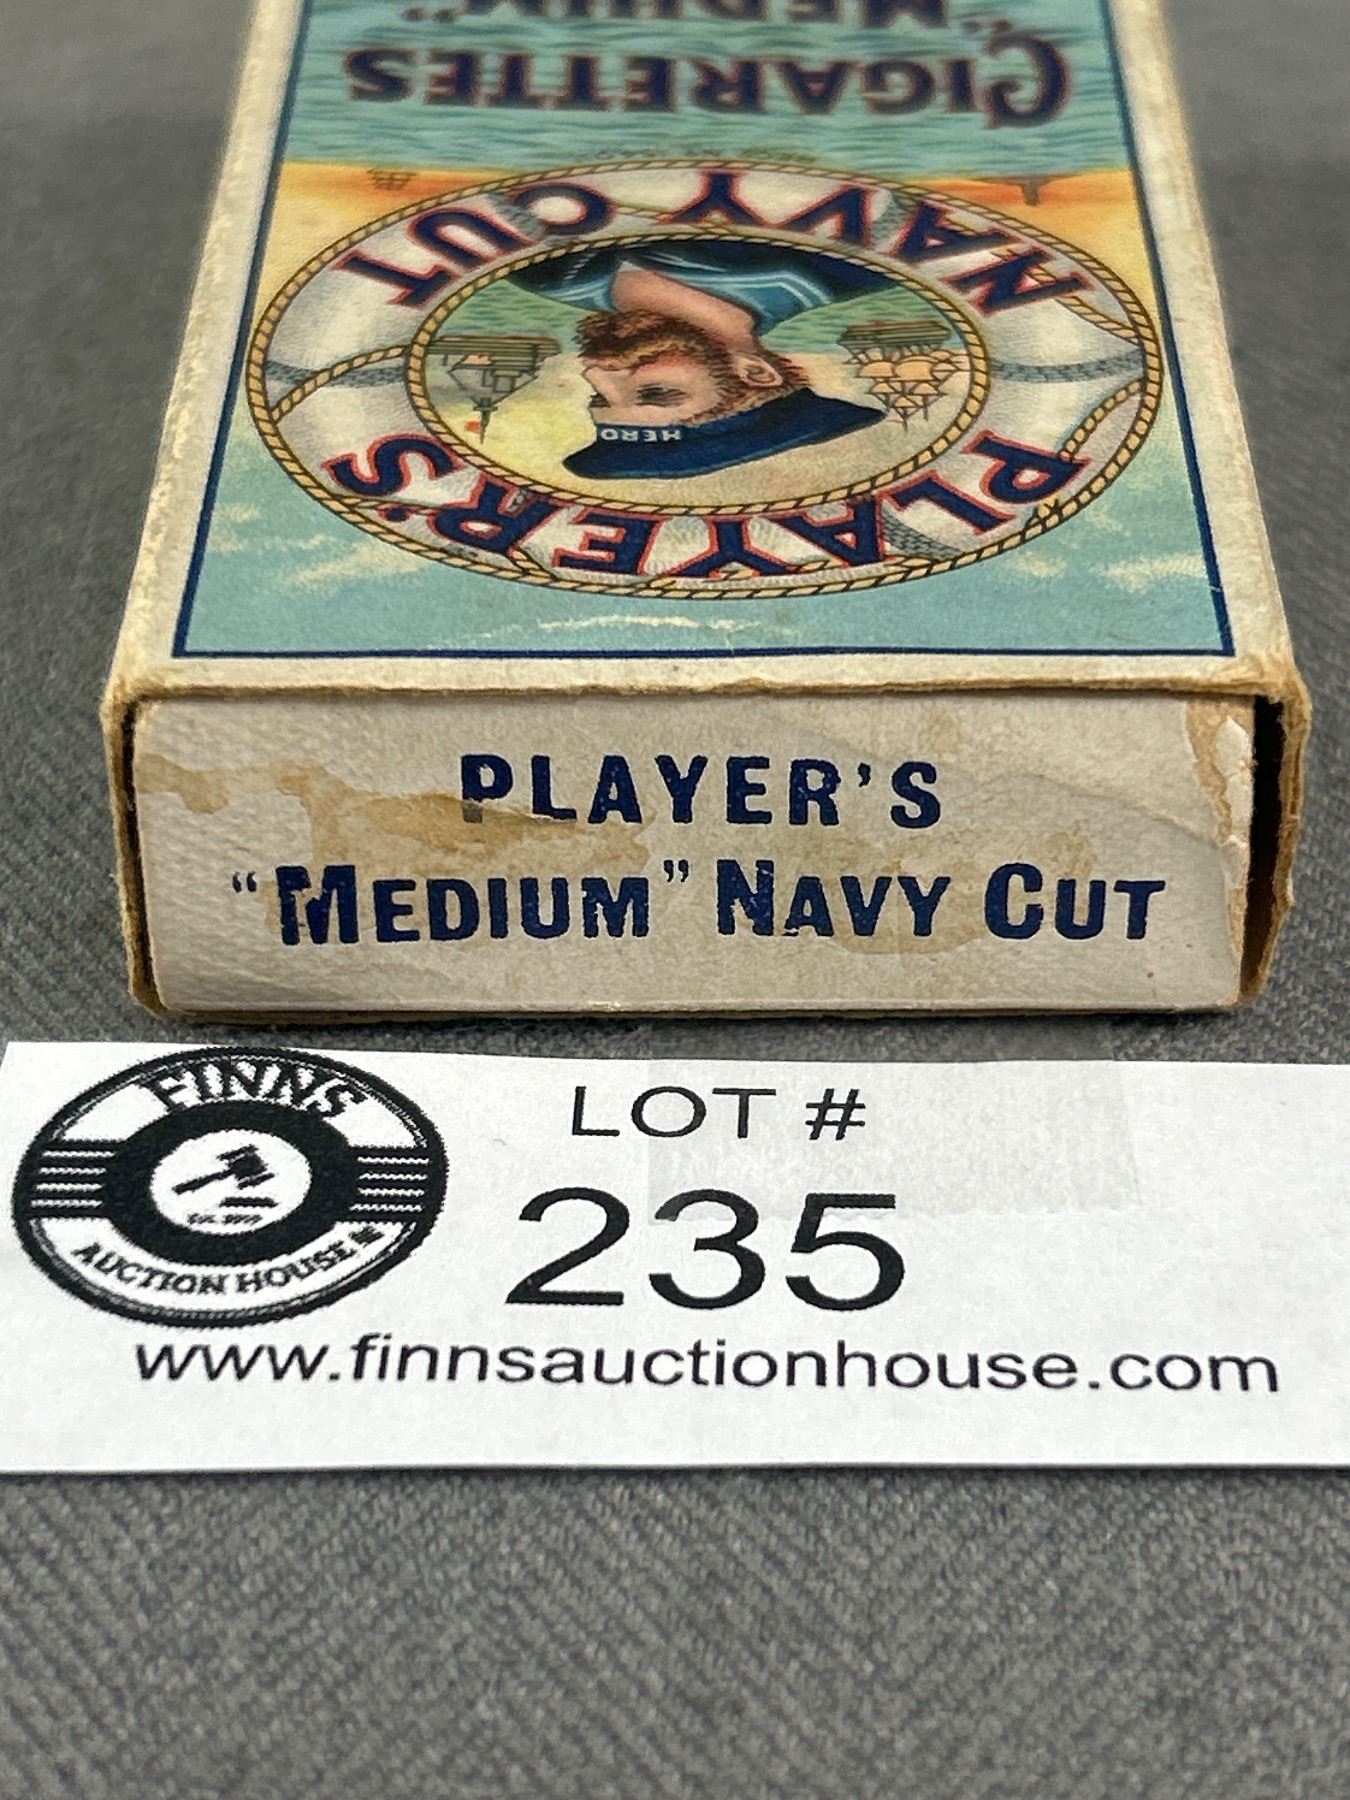 "MEDIUM"
CIGARETTES
NAVY CUT
HERO
PLAYER'S
PLAYER'S
"MEDIUM" NAVY CUT
FINNS
AUCTION HOUSE
LOT #
235
www.finnsauctionhouse.com